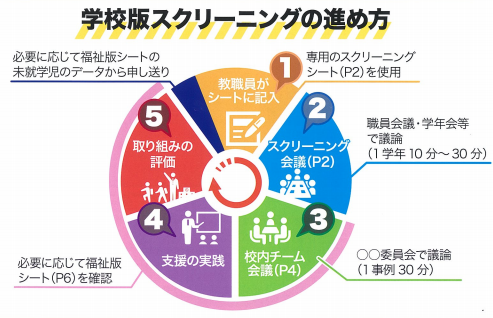 学校版スクリーニングの進め方
必要に応じて福祉版シートの
未就学児のデータから申し送り
1
専用のスクリーニング
シート(P2)を使用
教職員が
シートに記入
2
スクリーニング
会議(P2)
職員会議・学年会等
で議論
(1学年10分～30分)
3
校内チーム
会議(P4)
○○委員会で議論
(1事例30分)
4
支援の実践
必要に応じて福祉版
シート(P6)を確認
5
取り組みの
評価